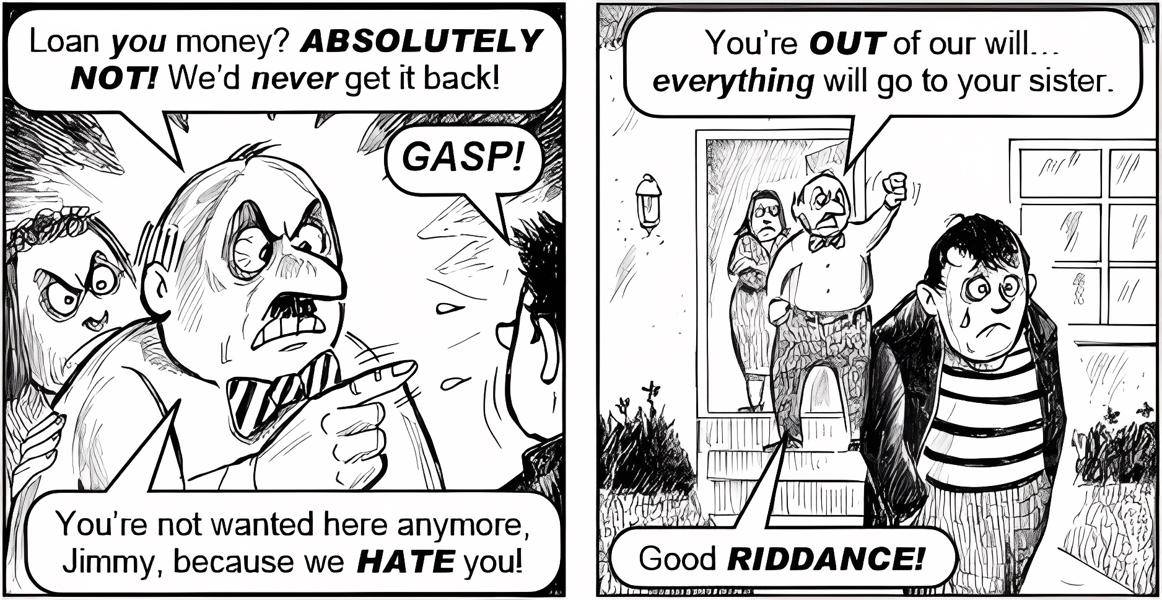 Loan you money? ABSOLUTELY
NOT! We'd never get it back!
GASP!
You're not wanted here anymore,
Jimmy, because we HATE you!
You're OUT of our will...
everything will go to your sister.
Good RIDDANCE!